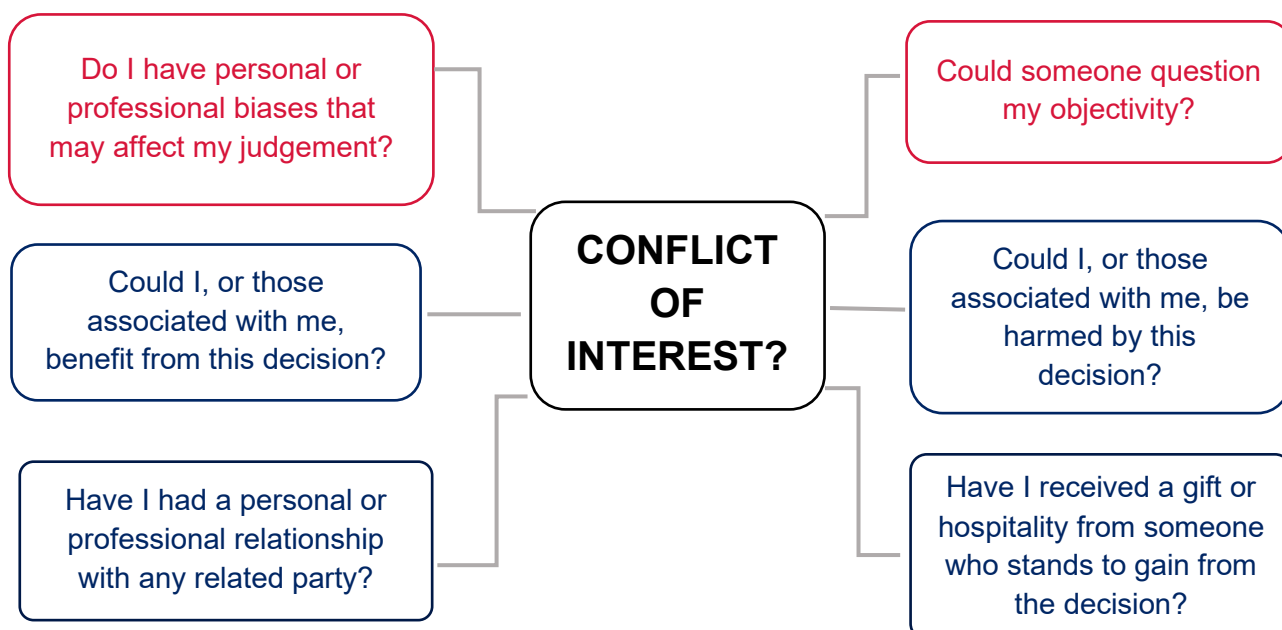 Do I have personal or
professional biases that
may affect my judgement?
Could someone question
my objectivity?
CONFLICT
OF
INTEREST?
Could I, or those
associated with me,
benefit from this decision?
Could I, or those
associated with me, be
harmed by this
decision?
Have I had a personal or
professional relationship
with any related party?
Have I received a gift or
hospitality from someone
who stands to gain from
the decision?